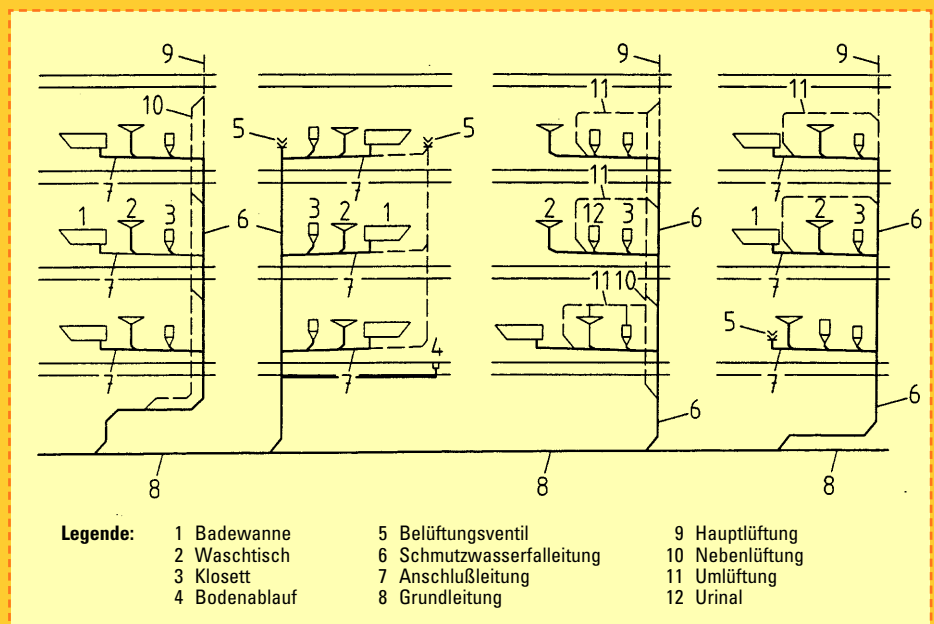 9 9 9
10 11 11
5 5
7 7 7
11
1 2 3 6 3 2 1 2 12 3 6 1 2 3 6
7 7 7
11 10
5
4
7 7 7 6
6
8 8 8
Legende: 1 Badewanne 5 Belüftungsventil 9 Hauptlüftung
2 Waschtisch 6 Schmutzwasserfalleitung 10 Nebenlüftung
3 Klosett 7 Anschlußleitung 11 Umlüftung
4 Bodenablauf 8 Grundleitung 12 Urinal